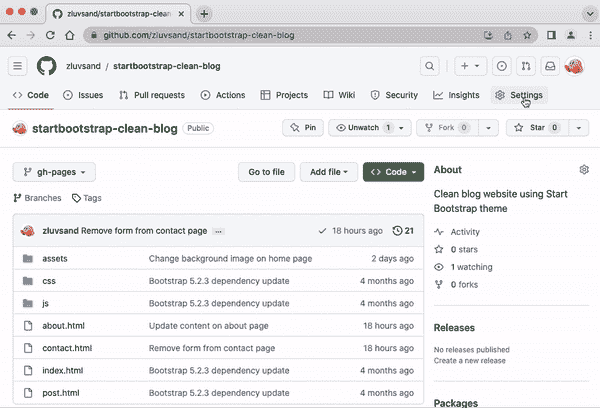 zluvsand/startbootstrap-clean-
github.com/zluvsand/startbootstrap-clean-blog
zluvsand / startbootstrap-clean-blog
Code Issues Pull requests Actions Projects Wiki Security Insights Settings
startbootstrap-clean-blog Public Pin Unwatch 1 Fork 0 Star 0
gh-pages Go to file Add file Code About
Clean blog website using Start
Bootstrap theme
Branches Tags
zluvsand Remove form from contact page ... 18 hours ago 21
Activity
0 stars
1 watching
0 forks
assets Change background image on home page 2 days ago
css Bootstrap 5.2.3 dependency update 4 months ago
js Bootstrap 5.2.3 dependency update 4 months ago
about.html Update content on about page 18 hours ago
contact.html Remove form from contact page 18 hours ago
index.html Bootstrap 5.2.3 dependency update 4 months ago
post.html Bootstrap 5.2.3 dependency update 4 months ago
Releases
No releases published
Create a new release
Packages